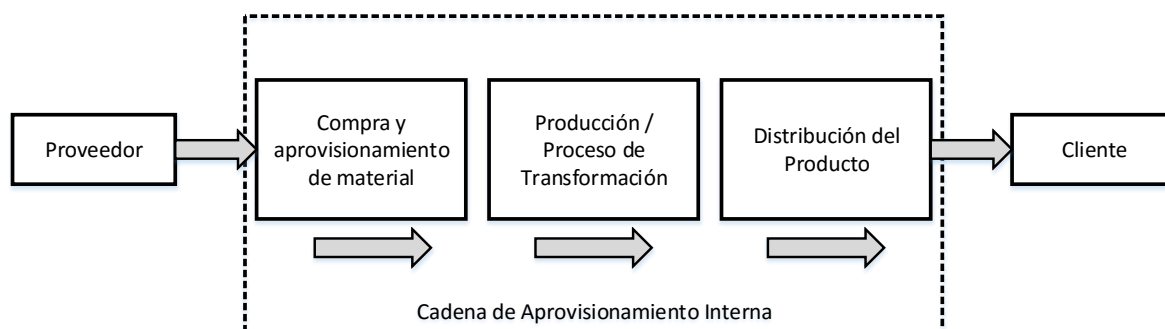 Proveedor
Compra y
aprovisionamiento
de material
Producción /
Proceso de
Transformación
Distribución del
Producto
Cliente
Cadena de Aprovisionamiento Interna